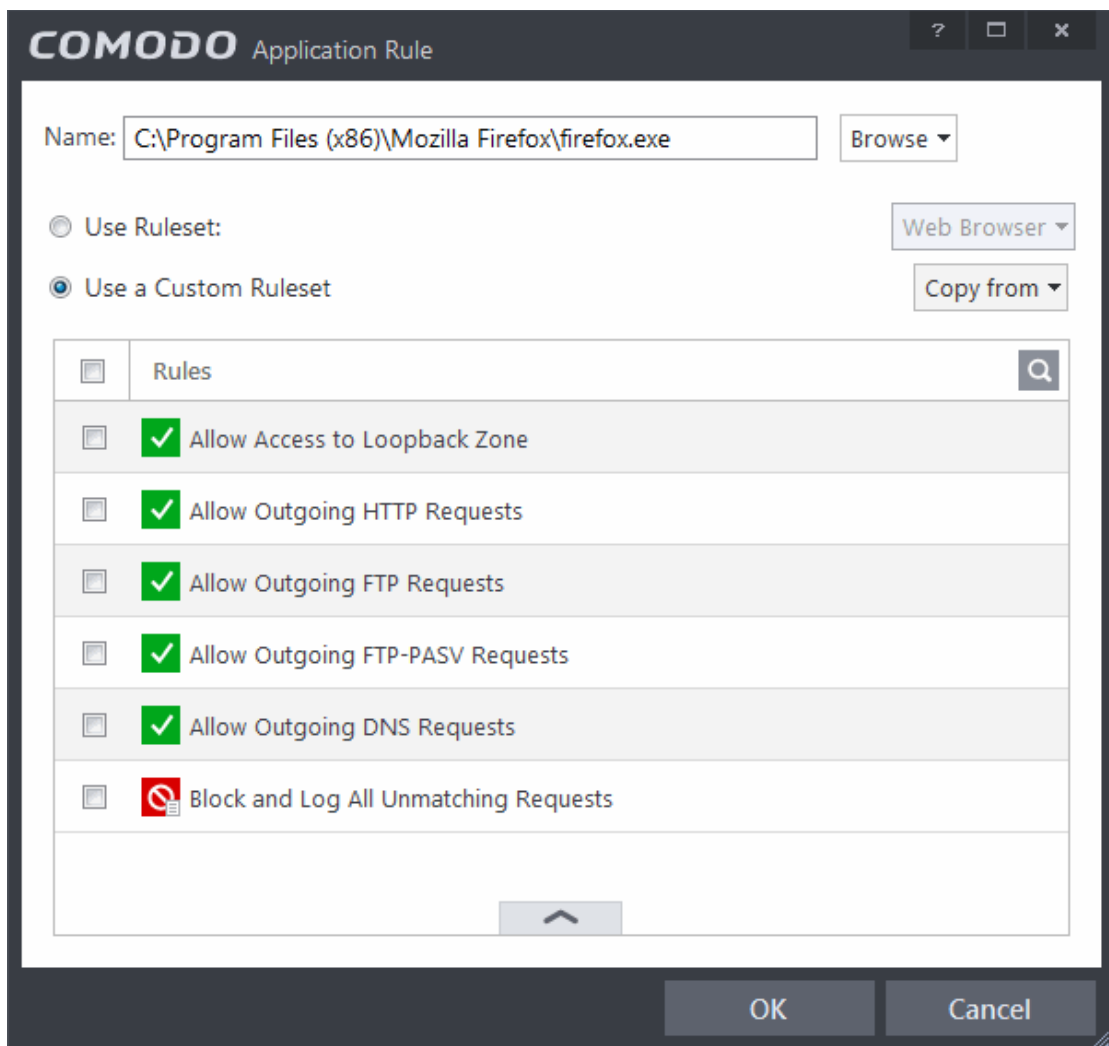 COMODO Application Rule ?
Name: C:\Program Files (x86)\Mozilla Firefox\firefox.exe Browse
Use Ruleset: Web Browser
Use a Custom Ruleset Copy from
Rules
Allow Access to Loopback Zone
Allow Outgoing HTTP Requests
Allow Outgoing FTP Requests
Allow Outgoing FTP-PASV Requests
Allow Outgoing DNS Requests
Block and Log All Unmatching Requests
OK Cancel